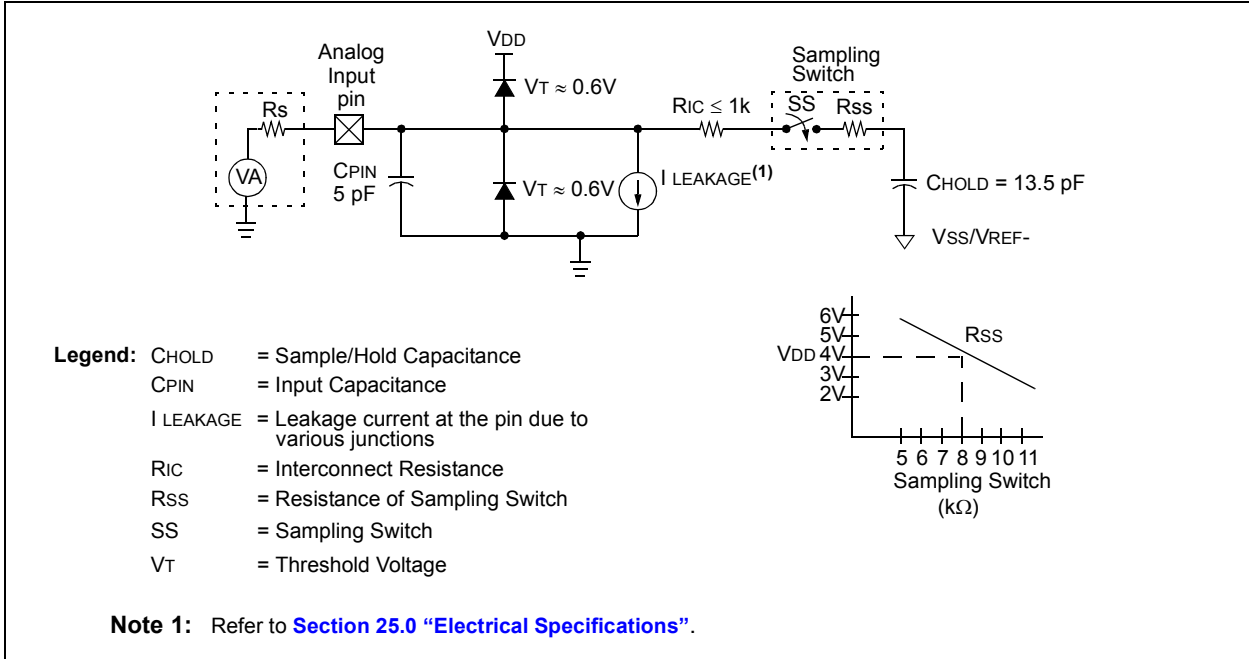 VDD
Analog
Input
pin
Sampling
Switch
VT ≈ 0.6V
Rs
RIC ≤ 1k
SS
Rss
VA
CPIN
5 pF
VT ≈ 0.6V
I LEAKAGE(1)
CHOLD = 13.5 pF
VSS/VREF-
6V
5V
VDD 4V
3V
2V
RSS
5 6 7 8 9 10 11
Sampling Switch
(kΩ)
Legend: CHOLD = Sample/Hold Capacitance
CPIN = Input Capacitance
I LEAKAGE = Leakage current at the pin due to
various junctions
RIC = Interconnect Resistance
RSS = Resistance of Sampling Switch
SS = Sampling Switch
VT = Threshold Voltage
Note 1: Refer to Section 25.0 “Electrical Specifications”.